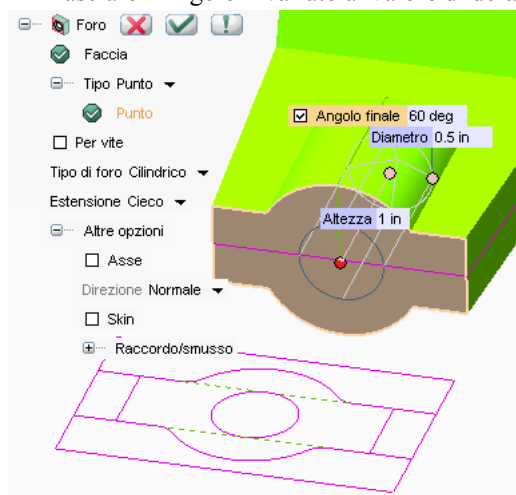 Foro
Faccia
Tipo Punto
Punto
Angolo finale 60 deg
Diametro 0.5 in
Per vite
Tipo di foro Cilindrico
Estensione Cieco
Altezza 1 in
Altre opzioni
Asse
Direzione Normale
Skin
Raccordo/smusso